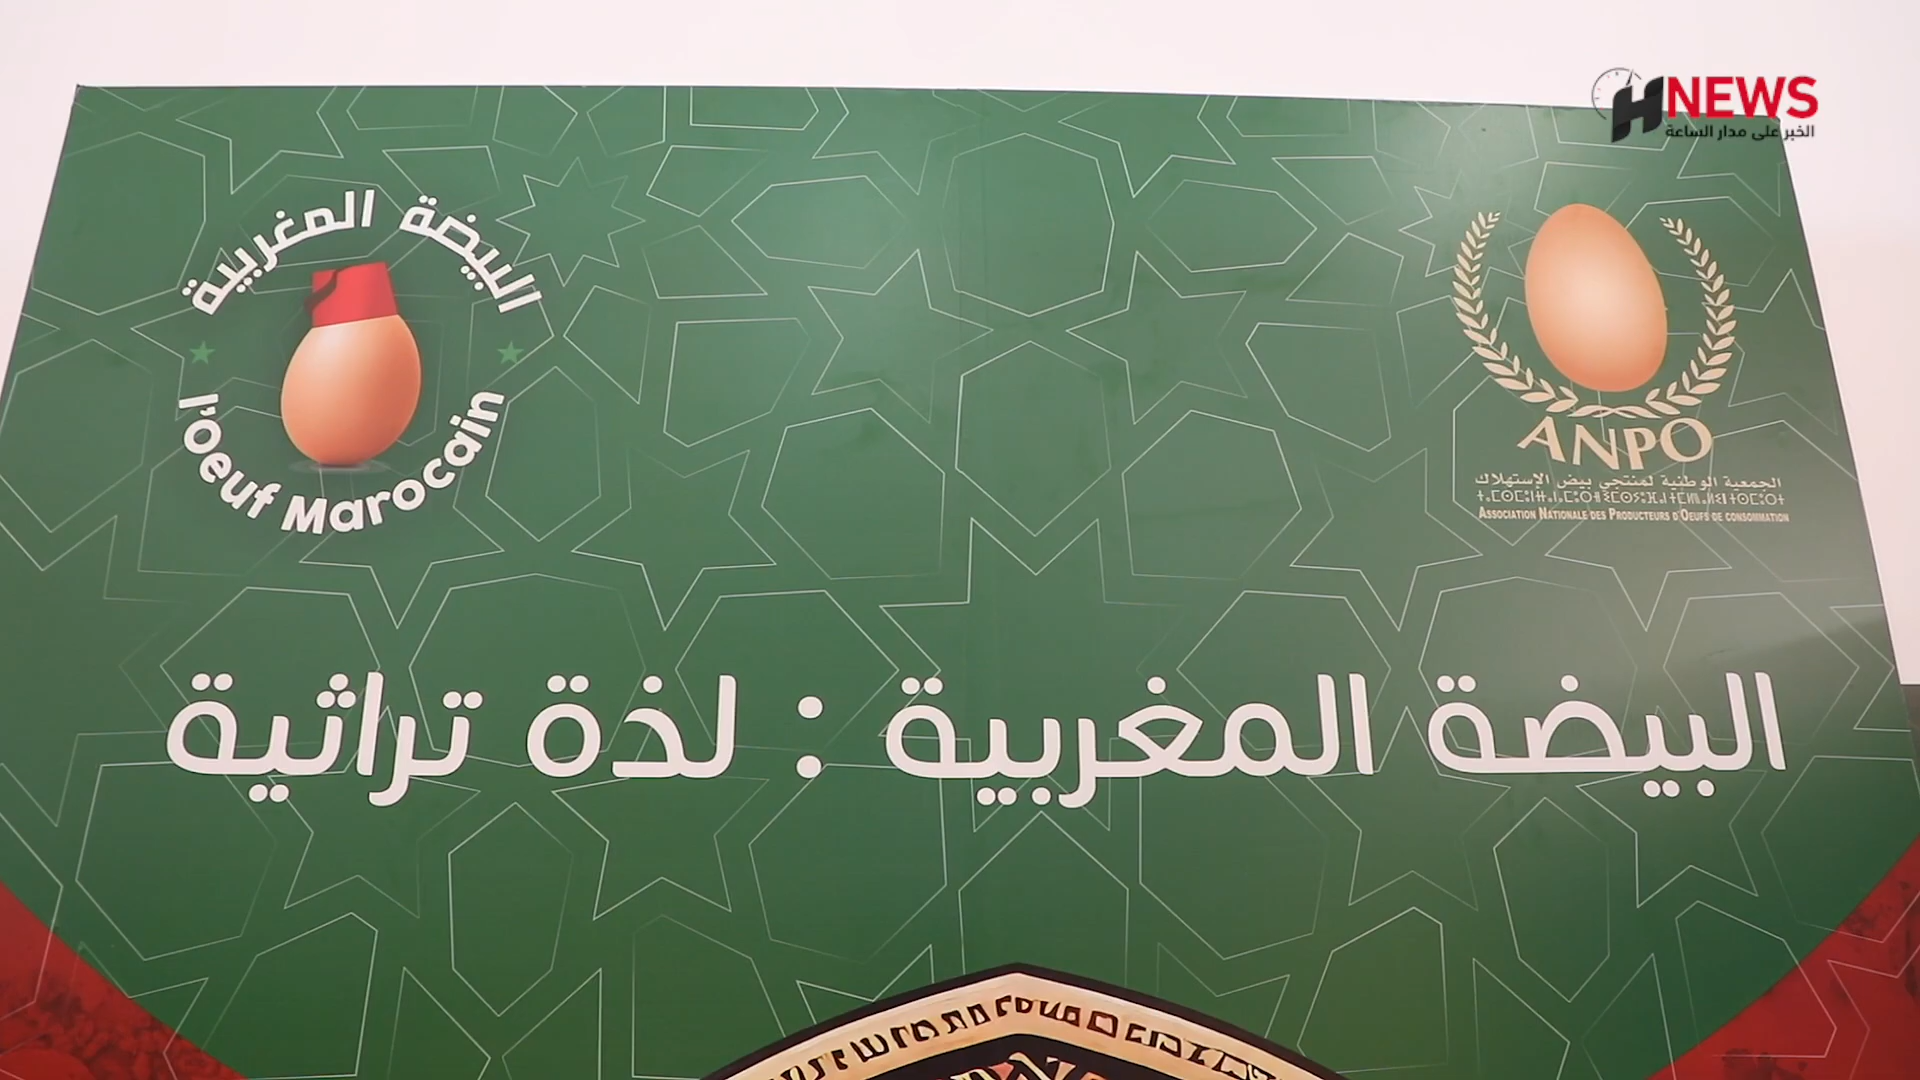 HNEWS
الخبر على مدار الساعة
البيضة المغربية
l'oeuf Marocain
ANPO
الجمعية الوطنية لمنتجي بيض الإستهلاك
Association Nationale des Producteurs d'Oeufs de consommation
البيضة المغربية : لذة تراثية